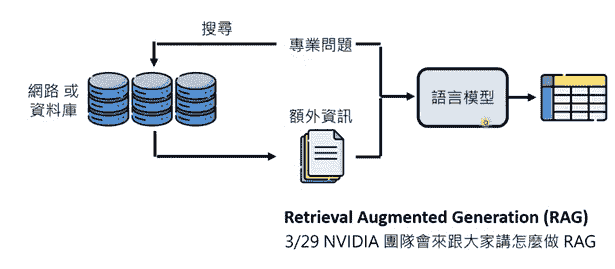 搜尋
專業問題
網路 或
資料庫
語言模型
額外資訊
Retrieval Augmented Generation (RAG)
3/29 NVIDIA 團隊會來跟大家講怎麼做 RAG